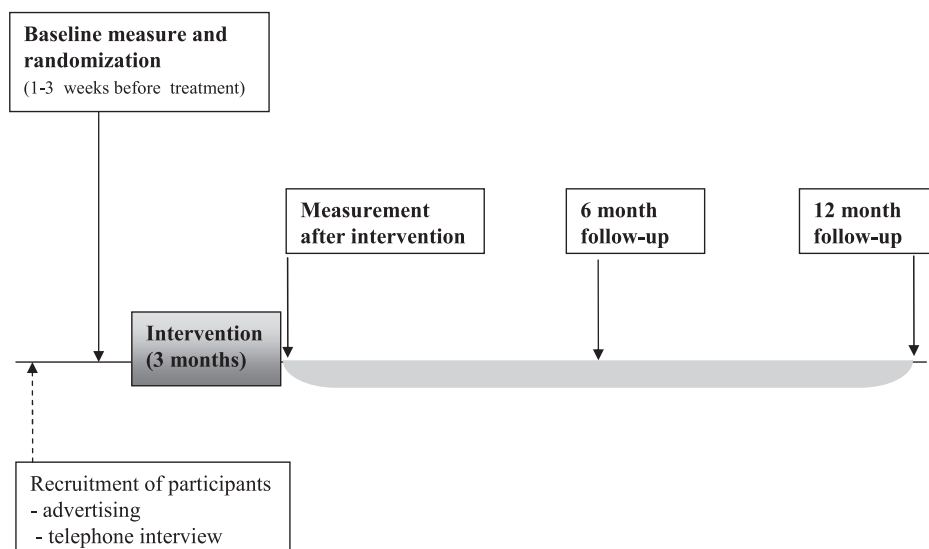 Baseline measure and
randomization
(1-3 weeks before treatment)
Measurement
after intervention
6 month
follow-up
12 month
follow-up
Intervention
(3 months)
Recruitment of participants
- advertising
- telephone interview